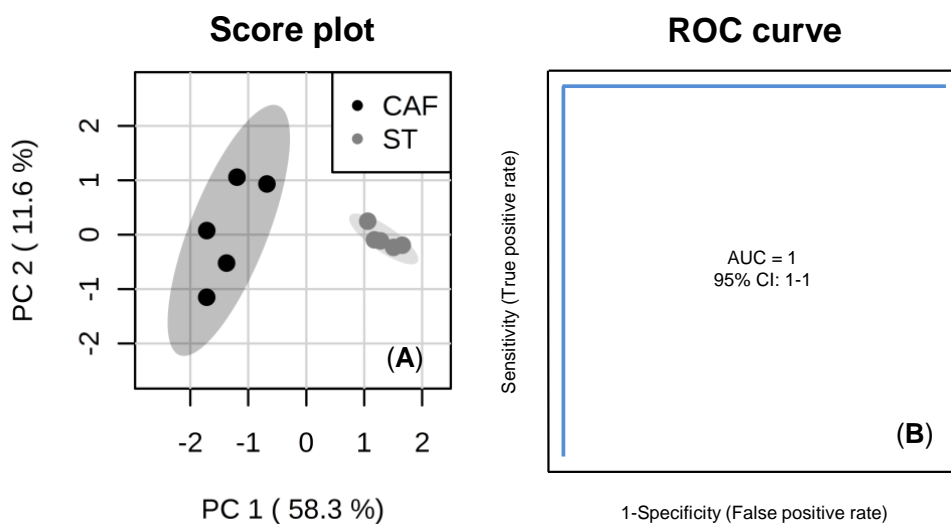 Score plot
CAF
ST
2
1
0
-1
-2
PC 2 ( 11.6 %)
(A)
-2 -1 0 1 2
PC 1 ( 58.3 %)
ROC curve
Sensitivity (True positive rate)
AUC = 1
95% CI: 1-1
(B)
1-Specificity (False positive rate)